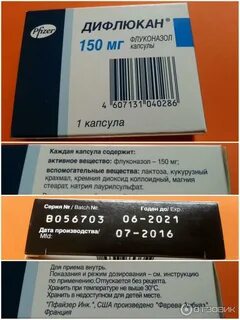 Pfizer
ДИФЛЮКАН®
150 мг
ФЛУКОНАЗОЛ
капсулы
4 607131 040286
1 капсула
Каждая капсула содержит:
активное вещество: флуконазол – 150 мг;
вспомогательные вещества: лактоза, кукурузный
крахмал, кремния диоксид коллоидный, магния
стеарат, натрия лаурилсульфат.
Серия №/ Batch №:
Годен до/ Exp.:
B056703 06-2021
Дата производства/
Mfd: 07-2016
Для приема внутрь.
Показания и режим дозирования – см. инструкцию
по применению. Отпускается без рецепта.
Хранить при температуре не выше 30°C.
Хранить в недоступном для детей месте.
"Пфайзер Инк.", США произведено "Фарева Амбуаз",
Франция
ОТЗОВИК